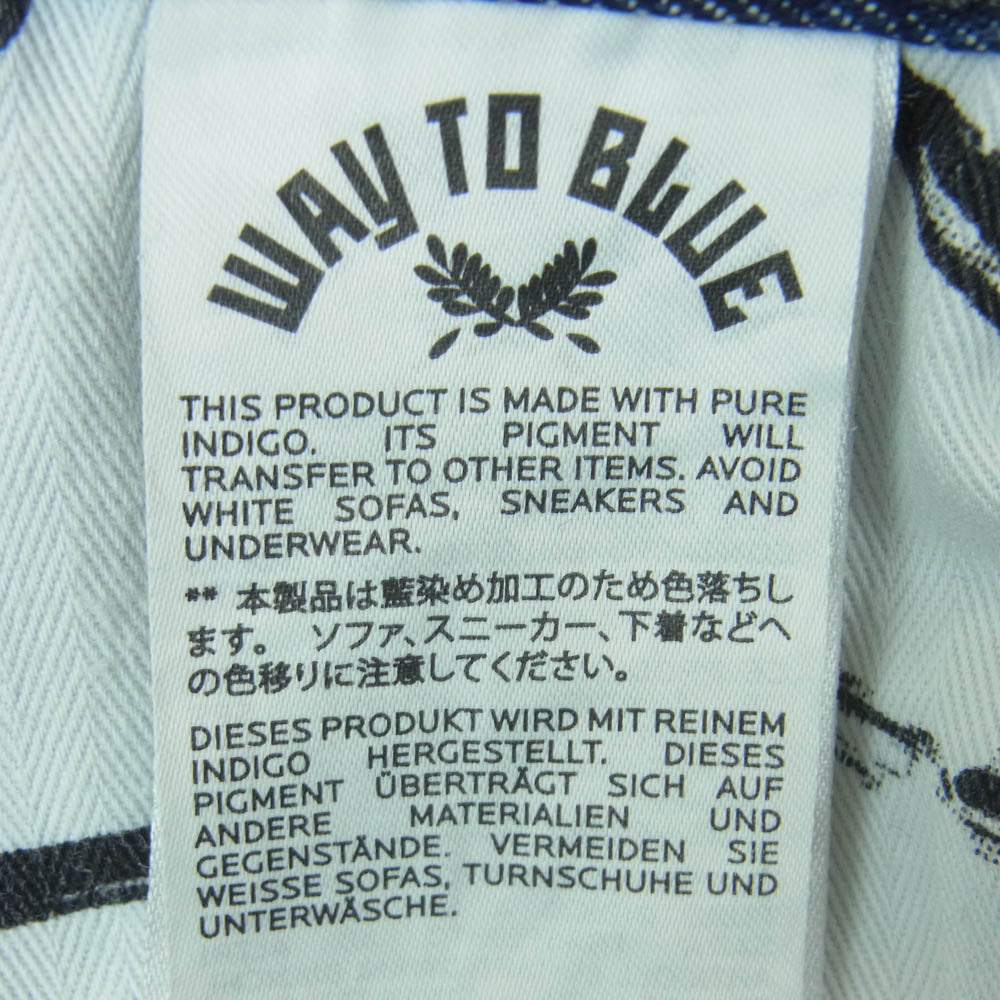 WAY TO BLUE
THIS PRODUCT IS MADE WITH PURE
INDIGO. ITS PIGMENT WILL
TRANSFER TO OTHER ITEMS. AVOID
WHITE SOFAS, SNEAKERS AND
UNDERWEAR.
** 本製品は藍染め加工のため色落ちし
ます。 ソファ、スニーカー、下着などへ
の色移りに注意してください。
DIESES PRODUKT WIRD MIT REINEM
INDIGO HERGESTELLT. DIESES
PIGMENT ÜBERTRÄGT SICH AUF
ANDERE MATERIALIEN UND
GEGENSTÄNDE. VERMEIDEN SIE
WEISSE SOFAS, TURNSCHUHE UND
UNTERWÄSCHE.